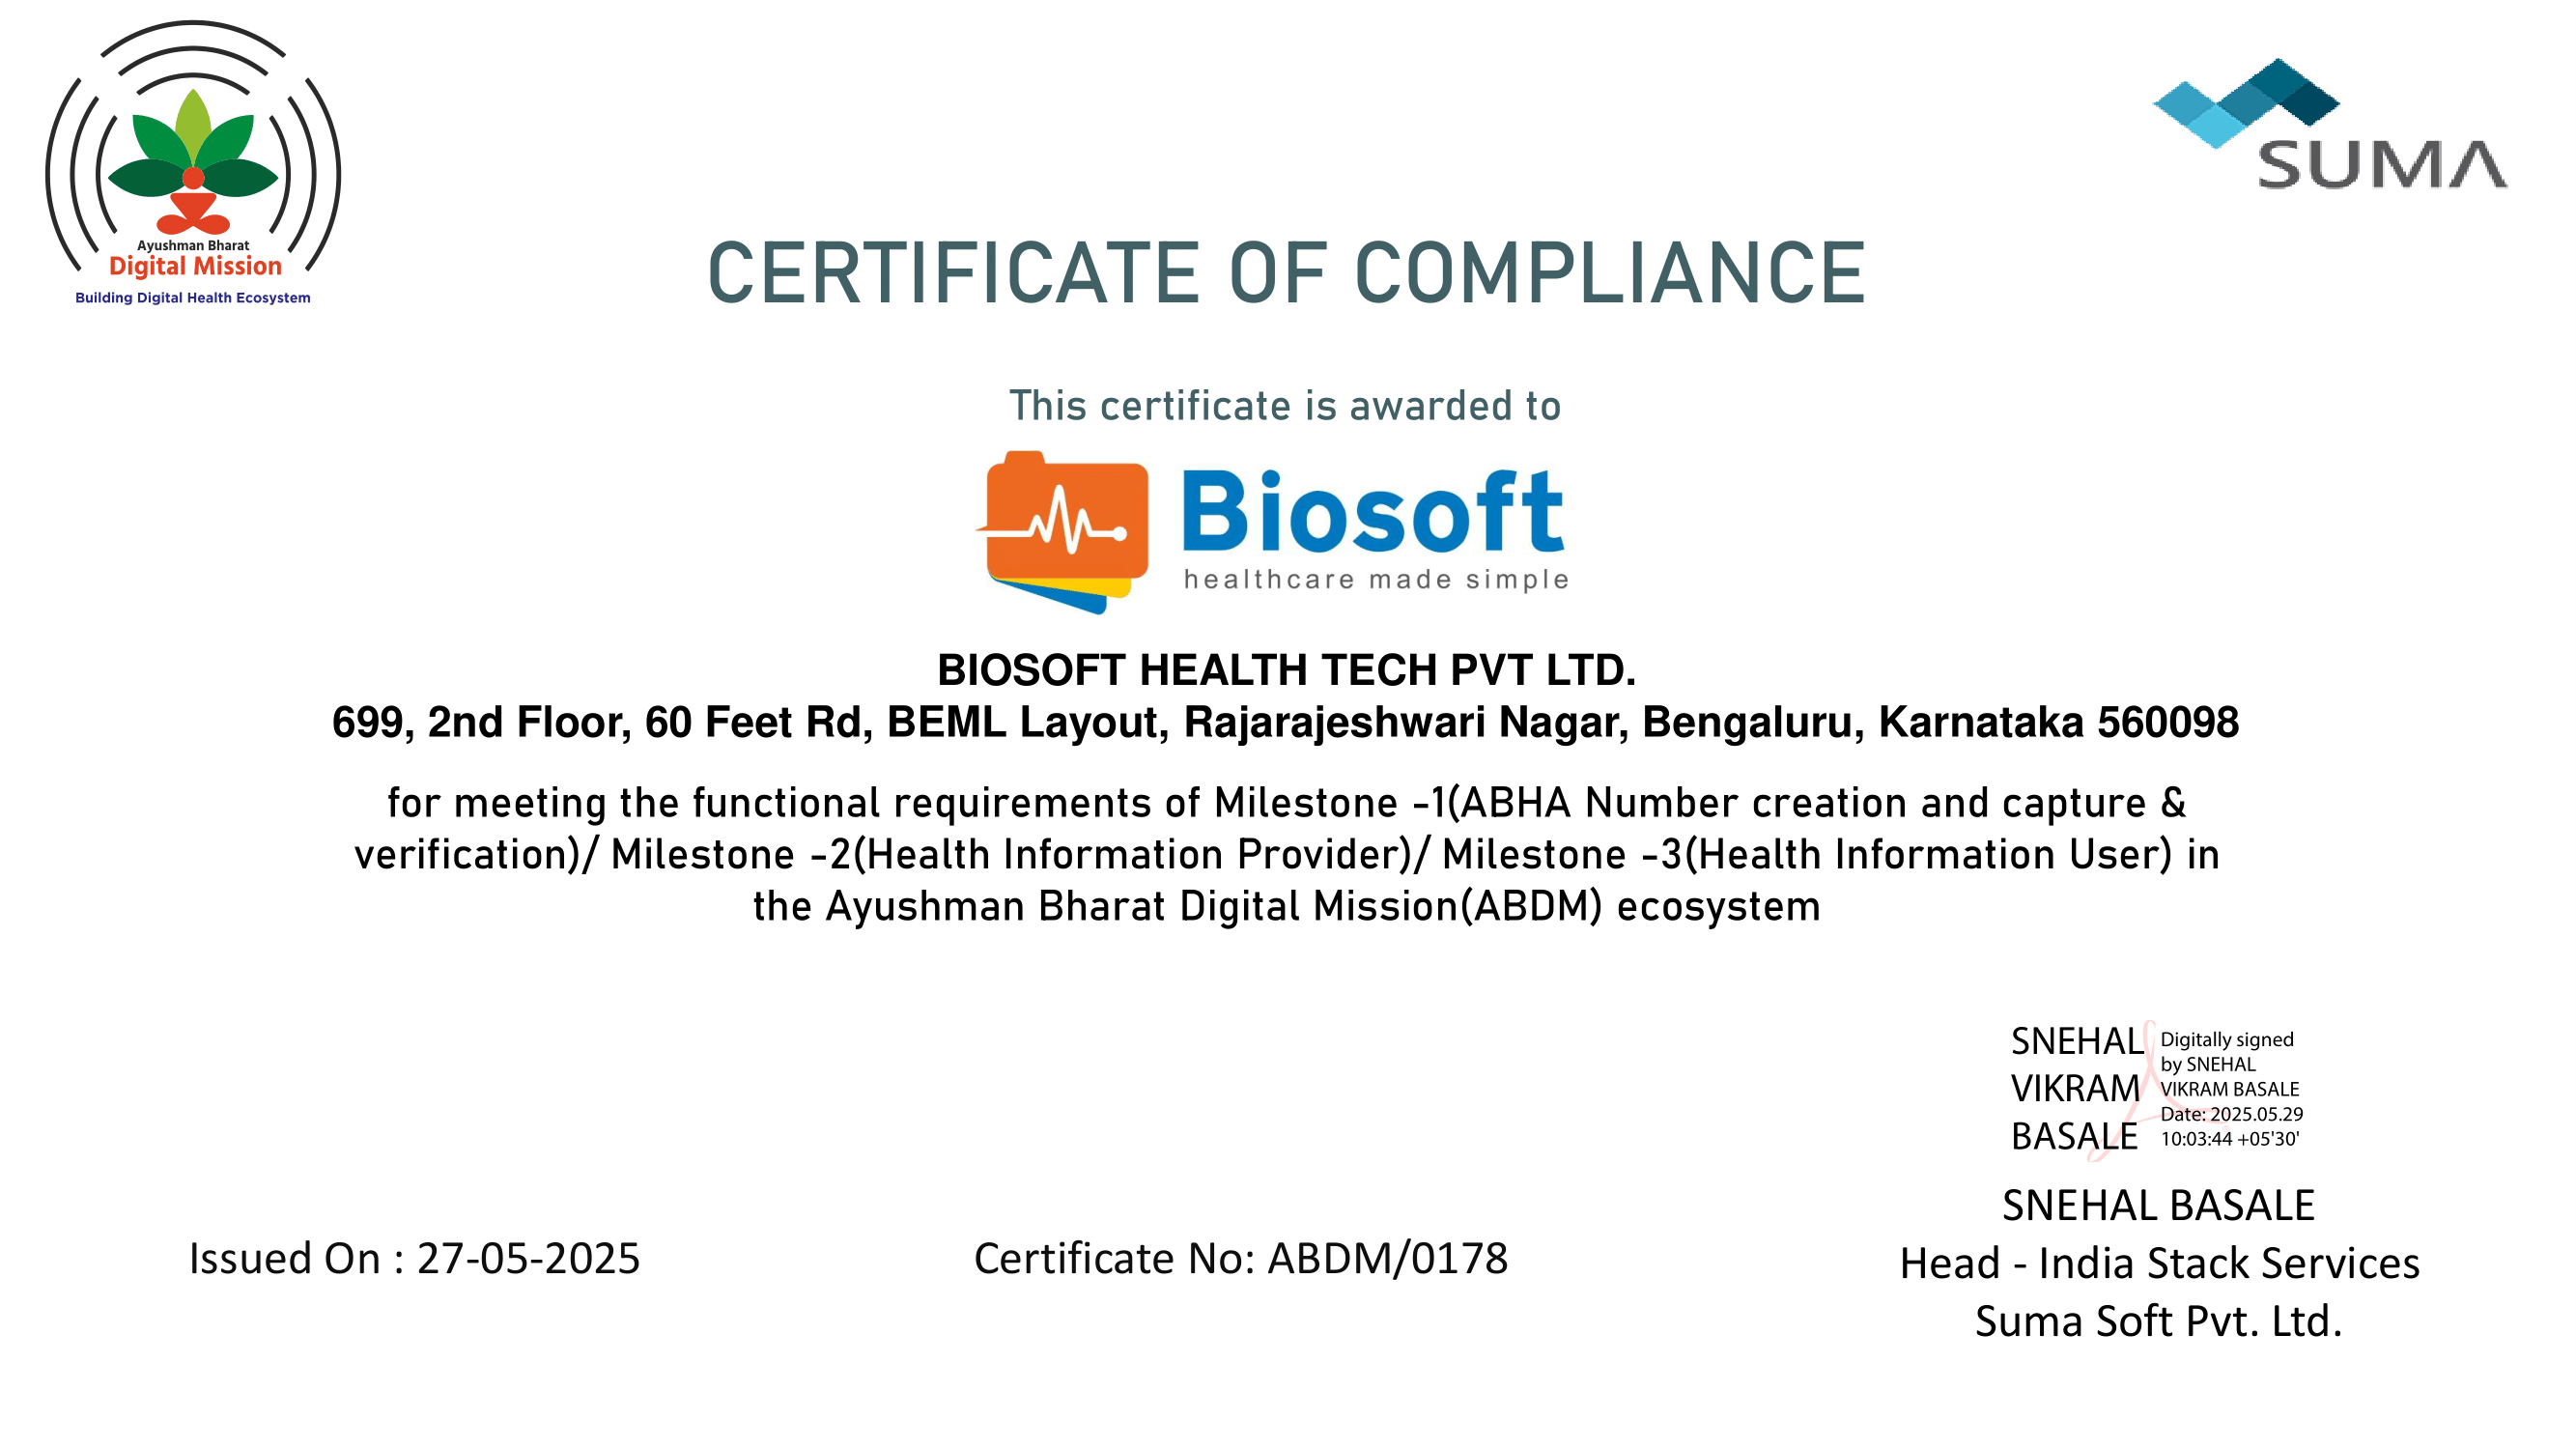 Ayushman Bharat
Digital Mission
Building Digital Health Ecosystem
SUMA
CERTIFICATE OF COMPLIANCE
This certificate is awarded to
Biosoft
healthcare made simple
BIOSOFT HEALTH TECH PVT LTD.
699, 2nd Floor, 60 Feet Rd, BEML Layout, Rajarajeshwari Nagar, Bengaluru, Karnataka 560098
for meeting the functional requirements of Milestone -1(ABHA Number creation and capture &
verification)/ Milestone -2(Health Information Provider)/ Milestone -3(Health Information User) in
the Ayushman Bharat Digital Mission(ABDM) ecosystem
SNEHAL
VIKRAM
BASALE
Digitally signed
by SNEHAL
VIKRAM BASALE
Date: 2025.05.29
10:03:44 +05'30'
Issued On : 27-05-2025
Certificate No: ABDM/0178
SNEHAL BASALE
Head - India Stack Services
Suma Soft Pvt. Ltd.